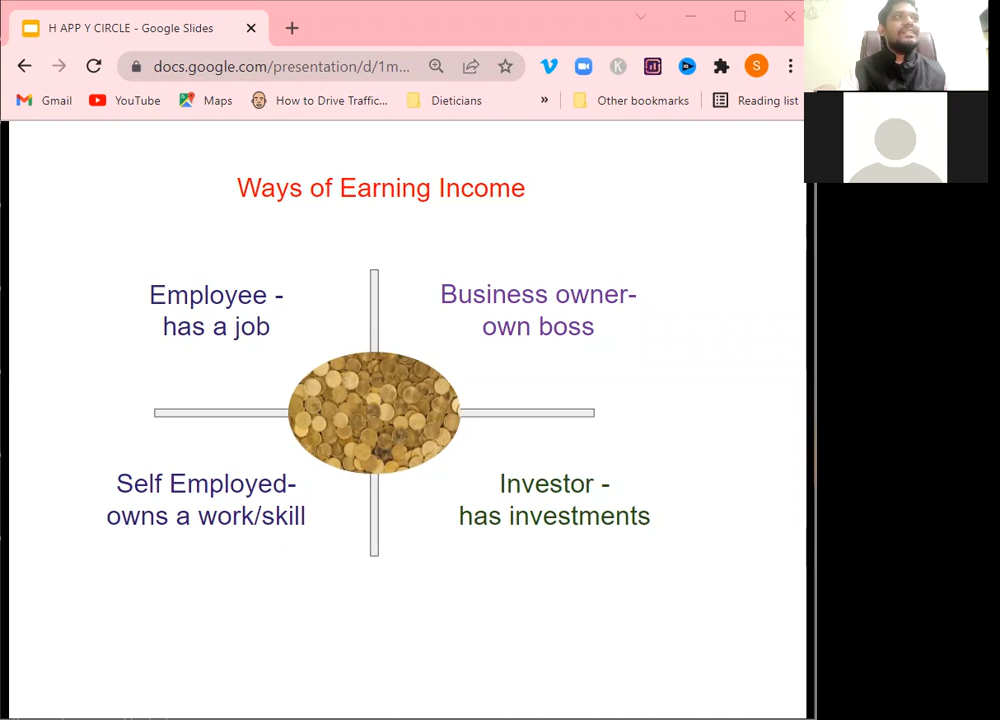 H APP Y CIRCLE - Google Slides
docs.google.com/presentation/d/1m...
S
Gmail
YouTube
Maps
How to Drive Traffic...
Dieticians
»
Other bookmarks
Reading list
Ways of Earning Income
Employee -
has a job
Business owner-
own boss
Self Employed-
owns a work/skill
Investor -
has investments